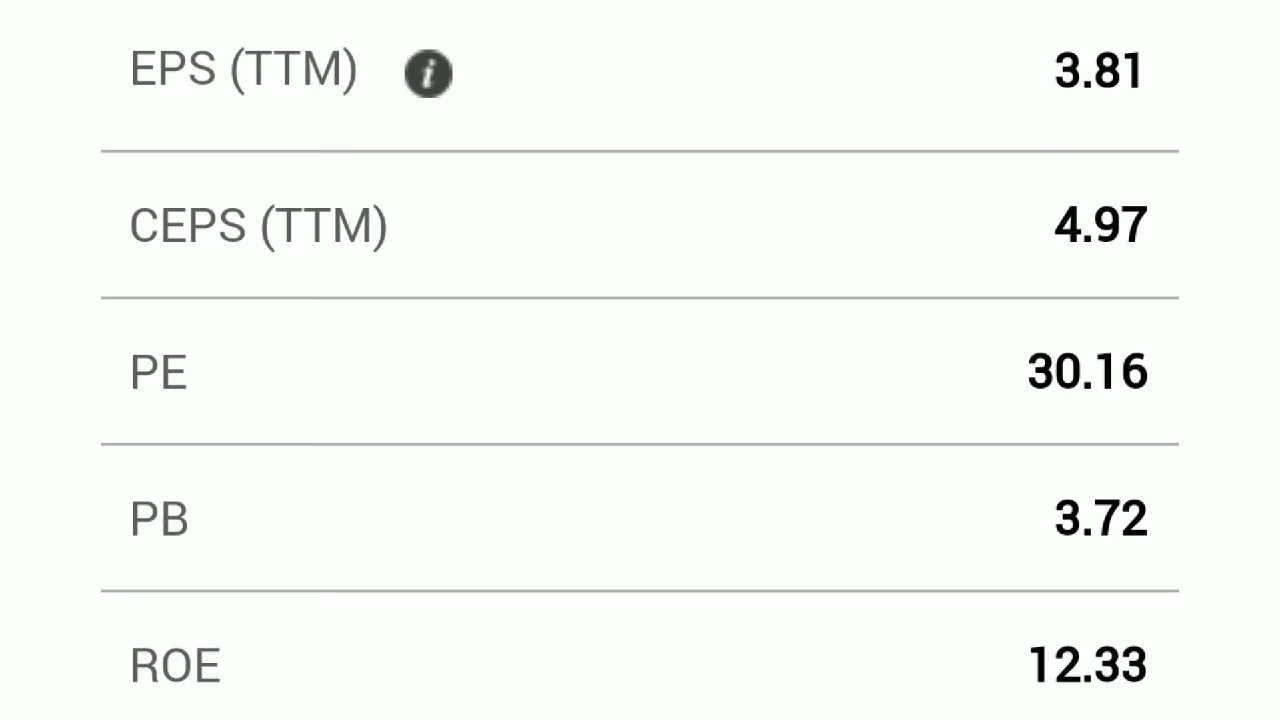 EPS (TTM) i 3.81
CEPS (TTM) 4.97
PE 30.16
PB 3.72
ROE 12.33